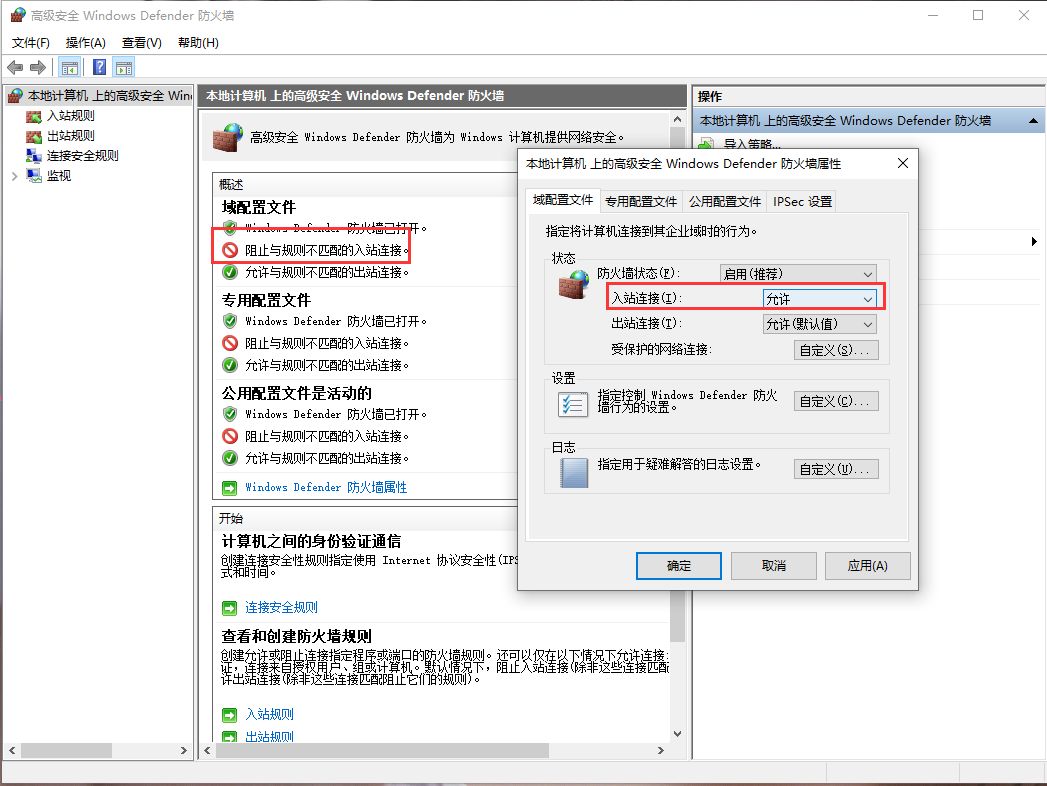 高级安全 Windows Defender 防火墙
文件(F) 操作(A) 查看(V) 帮助(H)
本地计算机 上的高级安全 Win
入站规则
出站规则
连接安全规则
监视
本地计算机 上的高级安全 Windows Defender 防火墙
高级安全 Windows Defender 防火墙为 Windows 计算机提供网络安全。
概述
域配置文件
Windows Defender 防火墙已打开。
阻止与规则不匹配的入站连接。
允许与规则不匹配的出站连接。
专用配置文件
Windows Defender 防火墙已打开。
阻止与规则不匹配的入站连接。
允许与规则不匹配的出站连接。
公用配置文件是活动的
Windows Defender 防火墙已打开。
阻止与规则不匹配的入站连接。
允许与规则不匹配的出站连接。
Windows Defender 防火墙属性
开始
计算机之间的身份验证通信
创建连接安全性规则指定使用 Internet 协议安全性(IPS
式和时间。
连接安全规则
查看和创建防火墙规则
创建允许或阻止连接指定程序或端口的防火墙规则。还可以仅在以下情况下允许连接:
证，连接来自授权用户、组或计算机。默认情况下，阻止入站连接(除非这些连接匹配
许出站连接(除非这些连接匹配阻止它们的规则)。
入站规则
出站规则
操作
本地计算机 上的高级安全 Windows Defender 防火墙
导入策略...
本地计算机 上的高级安全 Windows Defender 防火墙属性
域配置文件 专用配置文件 公用配置文件 IPSec 设置
指定将计算机连接到其企业域时的行为。
状态
防火墙状态(F): 启用(推荐)
入站连接(I): 允许
出站连接(T): 允许(默认值)
受保护的网络连接: 自定义(S)...
设置
指定控制 Windows Defender 防火
墙行为的设置。
自定义(C)...
日志
指定用于疑难解答的日志设置。
自定义(U)...
确定 取消 应用(A)